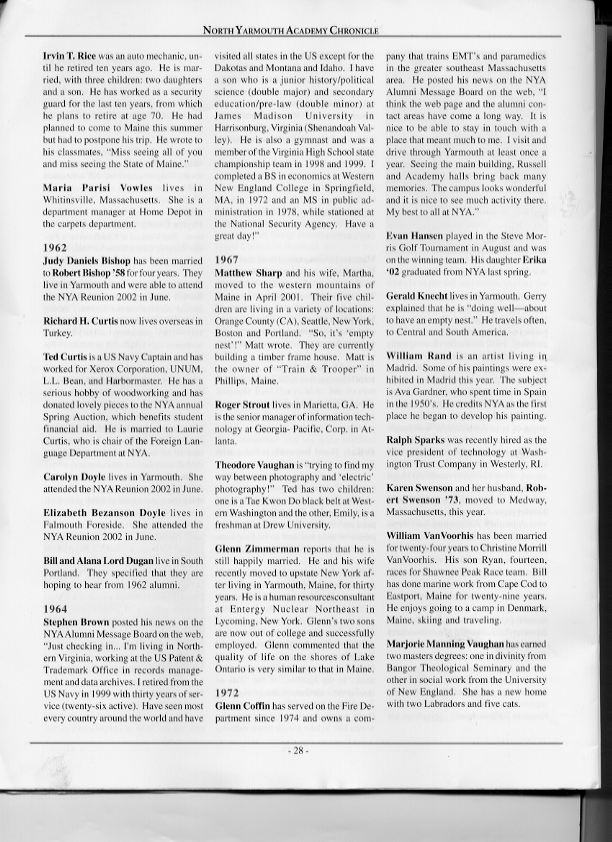 NORTH YARMOUTH ACADEMY CHRONICLE
Irvin T. Rice was an auto mechanic, un-
til he retired ten years ago. He is mar-
ried, with three children: two daughters
and a son. He has worked as a security
guard for the last ten years, from which
he plans to retire at age 70. He had
planned to come to Maine this summer
but had to postpone his trip. He wrote to
his classmates, "Miss seeing all of you
and miss seeing the State of Maine."
Maria Parisi Vowles lives in
Whitinsville, Massachusetts. She is a
department manager at Home Depot in
the carpets department.
1962
Judy Daniels Bishop has been married
to Robert Bishop '58 for four years. They
live in Yarmouth and were able to attend
the NYA Reunion 2002 in June.
Richard H. Curtis now lives overseas in
Turkey.
Ted Curtis is a US Navy Captain and has
worked for Xerox Corporation, UNUM,
L.L. Bean, and Harbormaster. He has a
serious hobby of woodworking and has
donated lovely pieces to the NYA annual
Spring Auction, which benefits student
financial aid. He is married to Laurie
Curtis, who is chair of the Foreign Lan-
guage Department at NYA.
Carolyn Doyle lives in Yarmouth. She
attended the NYA Reunion 2002 in June.
Elizabeth Bezanson Doyle lives in
Falmouth Foreside. She attended the
NYA Reunion 2002 in June.
Bill and Alana Lord Dugan live in South
Portland. They specified that they are
hoping to hear from 1962 alumni.
1964
Stephen Brown posted his news on the
NYA Alumni Message Board on the web,
"Just checking in... I'm living in North-
ern Virginia, working at the US Patent &
Trademark Office in records manage-
ment and data archives. I retired from the
US Navy in 1999 with thirty years of ser-
vice (twenty-six active). Have seen most
every country around the world and have
visited all states in the US except for the
Dakotas and Montana and Idaho. I have
a son who is a junior history/political
science (double major) and secondary
education/pre-law (double minor) at
James Madison University in
Harrisonburg, Virginia (Shenandoah Val-
ley). He is also a gymnast and was a
member of the Virginia High School state
championship team in 1998 and 1999. I
completed a BS in economics at Western
New England College in Springfield,
MA, in 1972 and an MS in public ad-
ministration in 1978, while stationed at
the National Security Agency. Have a
great day!"
1967
Matthew Sharp and his wife, Martha,
moved to the western mountains of
Maine in April 2001. Their five chil-
dren are living in a variety of locations:
Orange County (CA), Seattle, New York,
Boston and Portland. "So, it's 'empty
nest'!" Matt wrote. They are currently
building a timber frame house. Matt is
the owner of "Train & Trooper" in
Phillips, Maine.
Roger Strout lives in Marietta, GA. He
is the senior manager of information tech-
nology at Georgia- Pacific, Corp. in At-
lanta.
Theodore Vaughan is "trying to find my
way between photography and 'electric'
photography!" Ted has two children:
one is a Tae Kwon Do black belt at West-
ern Washington and the other, Emily, is a
freshman at Drew University.
Glenn Zimmerman reports that he is
still happily married. He and his wife
recently moved to upstate New York af-
ter living in Yarmouth, Maine, for thirty
years. He is a human resourcesconsultant
at Entergy Nuclear Northeast in
Lycoming, New York. Glenn's two sons
are now out of college and successfully
employed. Glenn commented that the
quality of life on the shores of Lake
Ontario is very similar to that in Maine.
1972
Glenn Coffin has served on the Fire De-
partment since 1974 and owns a com-
pany that trains EMT's and paramedics
in the greater southeast Massachusetts
area. He posted his news on the NYA
Alumni Message Board on the web, "I
think the web page and the alumni con-
tact areas have come a long way. It is
nice to be able to stay in touch with a
place that meant much to me. I visit and
drive through Yarmouth at least once a
year. Seeing the main building, Russell
and Academy halls bring back many
memories. The campus looks wonderful
and it is nice to see much activity there.
My best to all at NYA."
Evan Hansen played in the Steve Mor-
ris Golf Tournament in August and was
on the winning team. His daughter Erika
'02 graduated from NYA last spring.
Gerald Knecht lives in Yarmouth. Gerry
explained that he is "doing well—about
to have an empty nest." He travels often,
to Central and South America.
William Rand is an artist living in
Madrid. Some of his paintings were ex-
hibited in Madrid this year. The subject
is Ava Gardner, who spent time in Spain
in the 1950's. He credits NYA as the first
place he began to develop his painting.
Ralph Sparks was recently hired as the
vice president of technology at Wash-
ington Trust Company in Westerly, RI.
Karen Swenson and her husband, Rob-
ert Swenson '73, moved to Medway,
Massachusetts, this year.
William VanVoorhis has been married
for twenty-four years to Christine Morrill
VanVoorhis. His son Ryan, fourteen,
races for Shawnee Peak Race team. Bill
has done marine work from Cape Cod to
Eastport, Maine for twenty-nine years.
He enjoys going to a camp in Denmark,
Maine, skiing and traveling.
Marjorie Manning Vaughan has earned
two masters degrees: one in divinity from
Bangor Theological Seminary and the
other in social work from the University
of New England. She has a new home
with two Labradors and five cats.
- 28 -